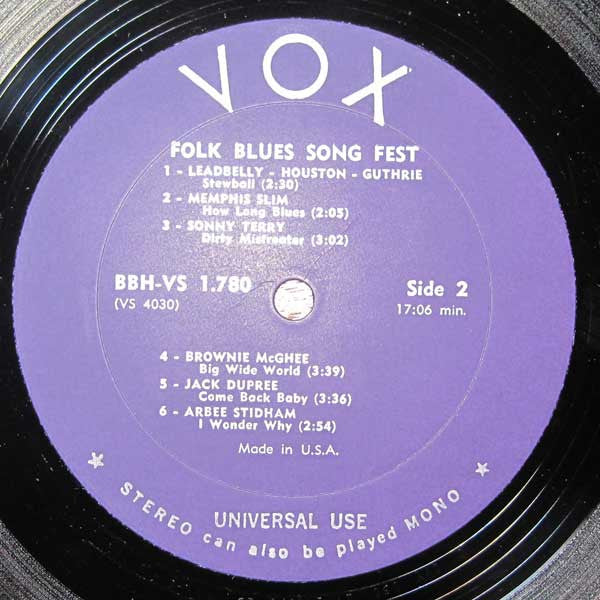 VOX
FOLK BLUES SONG FEST
1 - LEADBELLY - HOUSTON - GUTHRIE
Stewball (2:30)
2 - MEMPHIS SLIM
How Long Blues (2:05)
3 - SONNY TERRY
Dirty Mistreater (3:02)
BBH-VS 1.780
(VS 4030)
Side 2
17:06 min.
4 - BROWNIE McGHEE
Big Wide World (3:39)
5 - JACK DUPREE
Come Back Baby (3:36)
6 - ARBEE STIDHAM
I Wonder Why (2:54)
Made in U.S.A.
UNIVERSAL USE
STEREO can also be played MONO